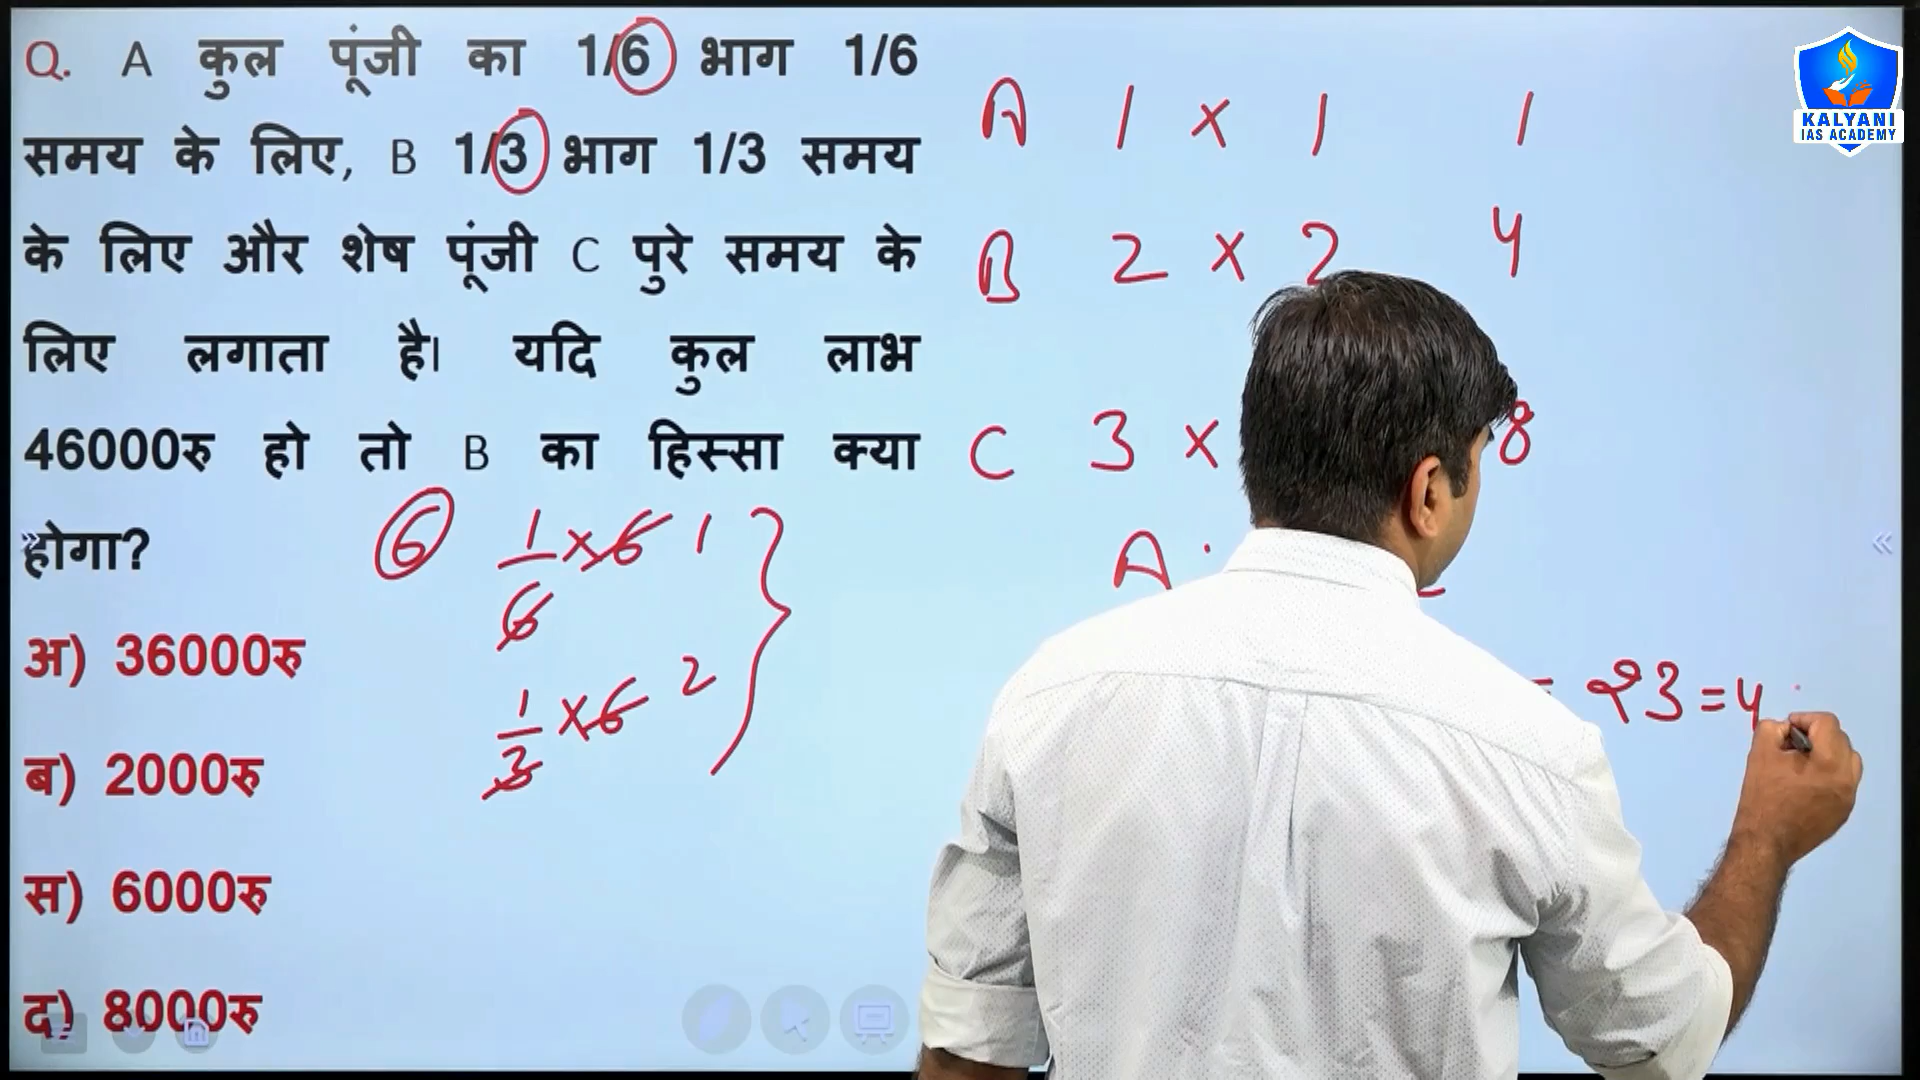 Q. A कुल पूंजी का 1/6 भाग 1/6
समय के लिए, B 1/3 भाग 1/3 समय
के लिए और शेष पूंजी C पुरे समय के
लिए लगाता है। यदि कुल लाभ
46000रु हो तो B का हिस्सा क्या
होगा?
अ) 36000रु
ब) 2000रु
स) 6000रु
द) 8000रु
6 1/6 × 6 1
1/3 × 6 2
A 1 × 1 1
B 2 × 2 4
C 3 × 8
A :
= 23 = 4
KALYANI
IAS ACADEMY